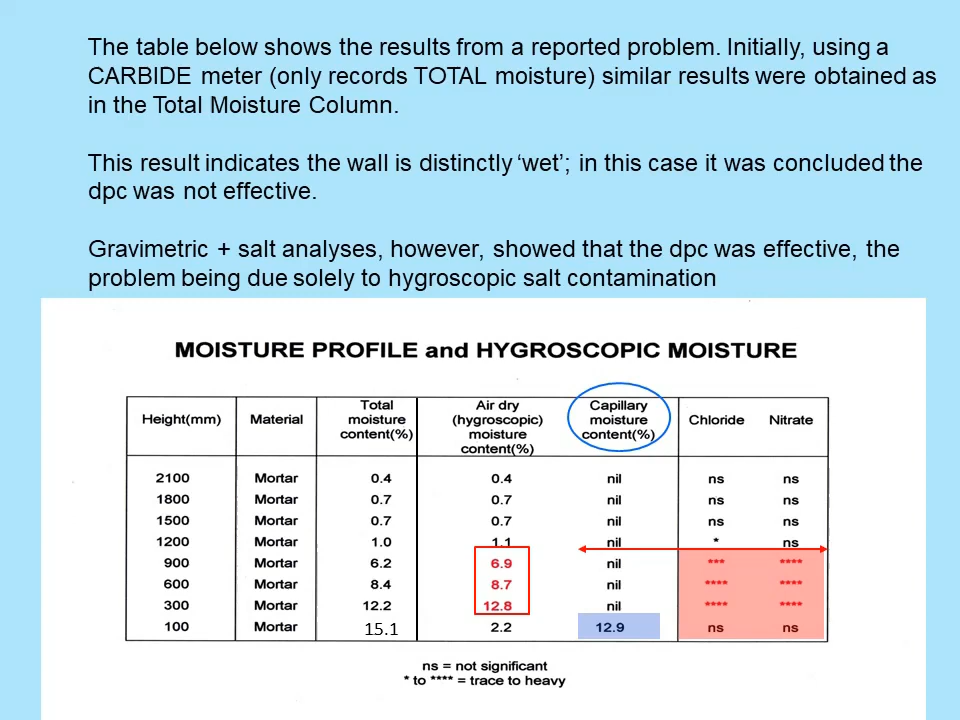 The table below shows the results from a reported problem. Initially, using a
CARBIDE meter (only records TOTAL moisture) similar results were obtained as
in the Total Moisture Column.
This result indicates the wall is distinctly ‘wet’; in this case it was concluded the
dpc was not effective.
Gravimetric + salt analyses, however, showed that the dpc was effective, the
problem being due solely to hygroscopic salt contamination
MOISTURE PROFILE and HYGROSCOPIC MOISTURE
Height(mm) Material Total moisture content(%) Air dry (hygroscopic) moisture content(%) Capillary moisture content(%) Chloride Nitrate
2100 Mortar 0.4 0.4 nil ns ns
1800 Mortar 0.7 0.7 nil ns ns
1500 Mortar 0.7 0.7 nil ns ns
1200 Mortar 1.0 1.1 nil * ns
900 Mortar 6.2 6.9 nil *** ****
600 Mortar 8.4 8.7 nil **** ****
300 Mortar 12.2 12.8 nil **** ****
100 Mortar 15.1 2.2 12.9 ns ns
ns = not significant
* to **** = trace to heavy